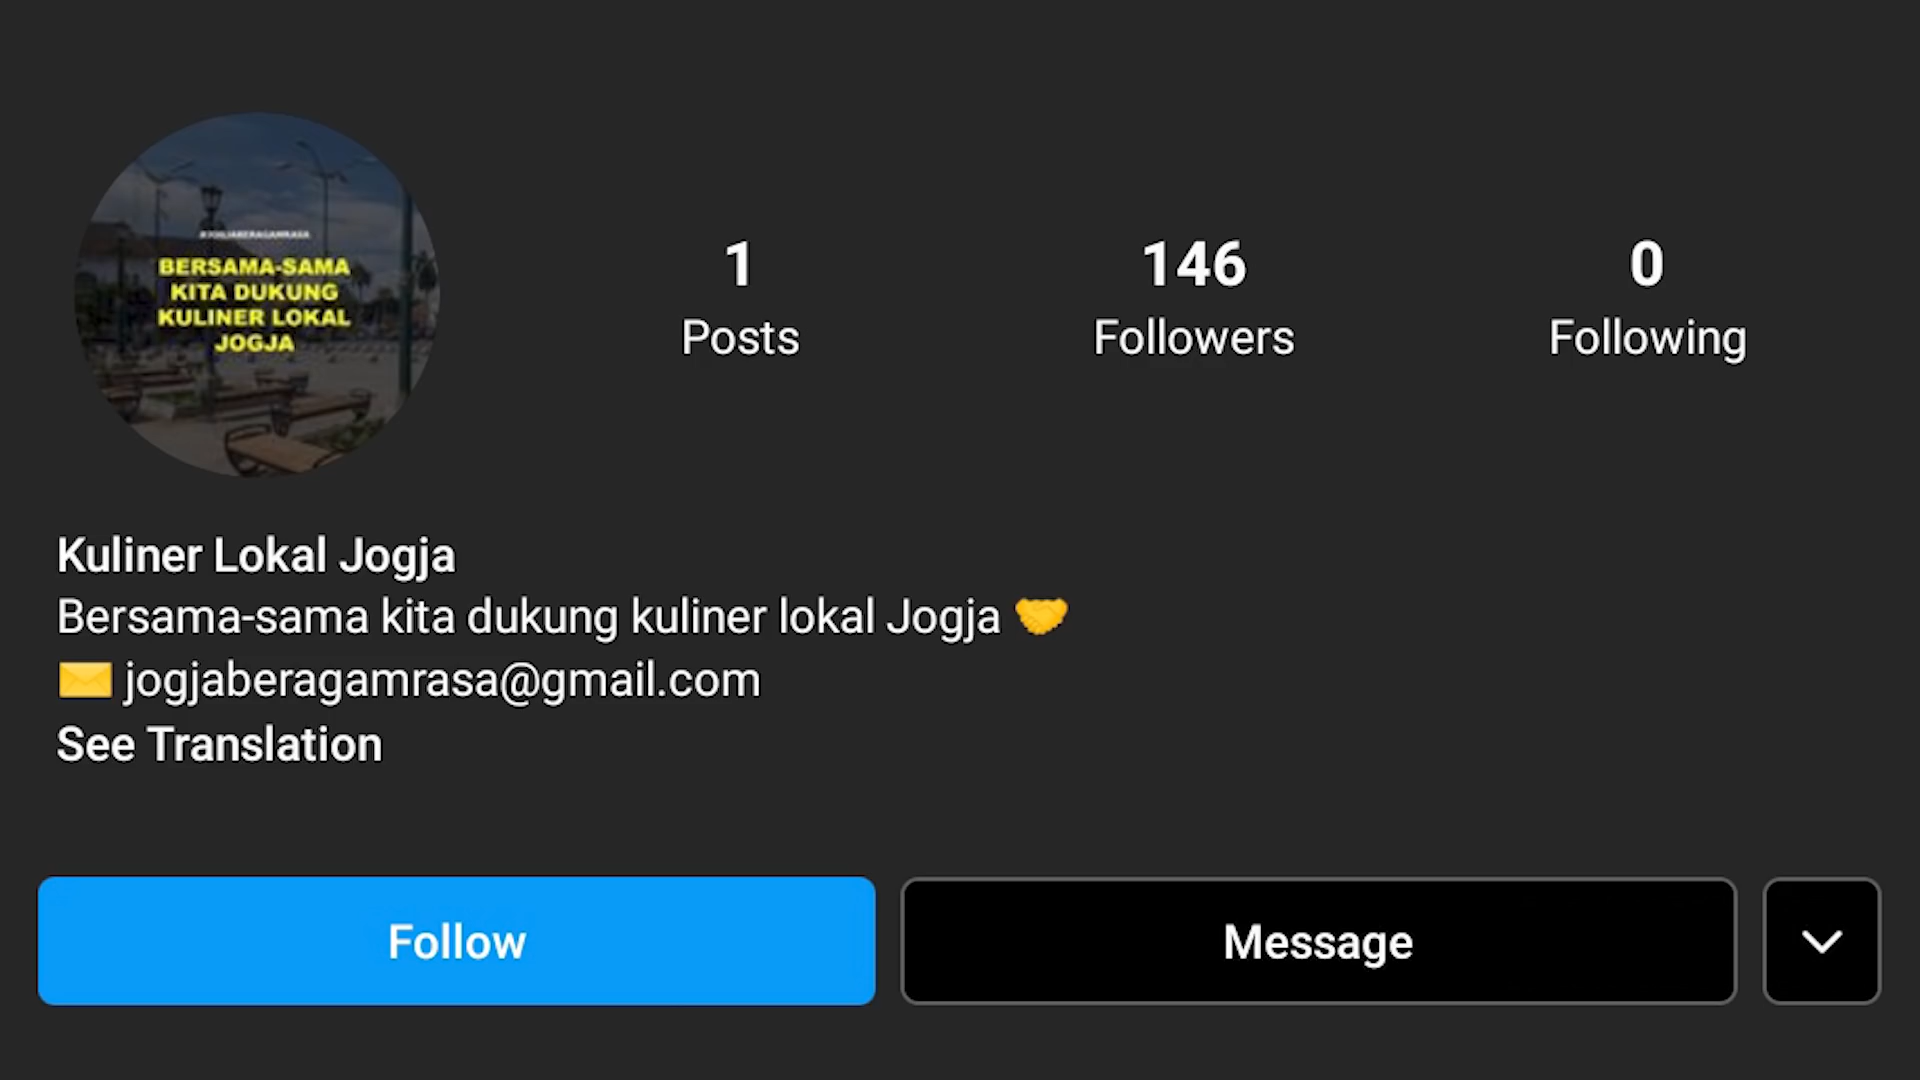 #JOGJABERAGAMRASA
BERSAMA-SAMA
KITA DUKUNG
KULINER LOKAL
JOGJA
1
Posts
146
Followers
0
Following
Kuliner Lokal Jogja
Bersama-sama kita dukung kuliner lokal Jogja 🤝
✉️ jogjaberagamrasa@gmail.com
See Translation
Follow
Message